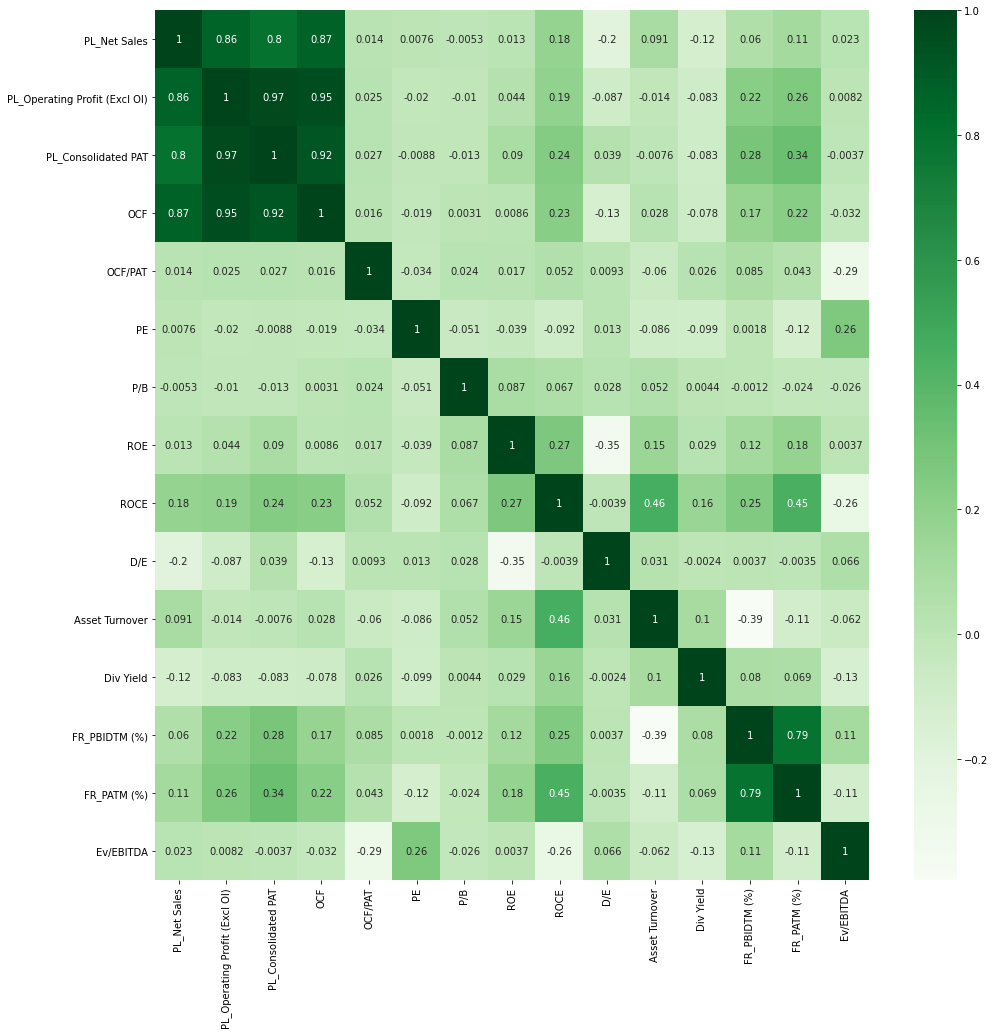 PL_Net Sales 1 0.86 0.8 0.87 0.014 0.0076 -0.0053 0.013 0.18 -0.2 0.091 -0.12 0.06 0.11 0.023
PL_Operating Profit (Excl OI) 0.86 1 0.97 0.95 0.025 -0.02 -0.01 0.044 0.19 -0.087 -0.014 -0.083 0.22 0.26 0.0082
PL_Consolidated PAT 0.8 0.97 1 0.92 0.027 -0.0088 -0.013 0.09 0.24 0.039 -0.0076 -0.083 0.28 0.34 -0.0037
OCF 0.87 0.95 0.92 1 0.016 -0.019 0.0031 0.0086 0.23 -0.13 0.028 -0.078 0.17 0.22 -0.032
OCF/PAT 0.014 0.025 0.027 0.016 1 -0.034 0.024 0.017 0.052 0.0093 -0.06 0.026 0.085 0.043 -0.29
PE 0.0076 -0.02 -0.0088 -0.019 -0.034 1 -0.051 -0.039 -0.092 0.013 -0.086 -0.099 0.0018 -0.12 0.26
P/B -0.0053 -0.01 -0.013 0.0031 0.024 -0.051 1 0.087 0.067 0.028 0.052 0.0044 -0.0012 -0.024 -0.026
ROE 0.013 0.044 0.09 0.0086 0.017 -0.039 0.087 1 0.27 -0.35 0.15 0.029 0.12 0.18 0.0037
ROCE 0.18 0.19 0.24 0.23 0.052 -0.092 0.067 0.27 1 -0.0039 0.46 0.16 0.25 0.45 -0.26
D/E -0.2 -0.087 0.039 -0.13 0.0093 0.013 0.028 -0.35 -0.0039 1 0.031 -0.0024 0.0037 -0.0035 0.066
Asset Turnover 0.091 -0.014 -0.0076 0.028 -0.06 -0.086 0.052 0.15 0.46 0.031 1 0.1 -0.39 -0.11 -0.062
Div Yield -0.12 -0.083 -0.083 -0.078 0.026 -0.099 0.0044 0.029 0.16 -0.0024 0.1 1 0.08 0.069 -0.13
FR_PBIDTM (%) 0.06 0.22 0.28 0.17 0.085 0.0018 -0.0012 0.12 0.25 0.0037 -0.39 0.08 1 0.79 0.11
FR_PATM (%) 0.11 0.26 0.34 0.22 0.043 -0.12 -0.024 0.18 0.45 -0.0035 -0.11 0.069 0.79 1 -0.11
Ev/EBITDA 0.023 0.0082 -0.0037 -0.032 -0.29 0.26 -0.026 0.0037 -0.26 0.066 -0.062 -0.13 0.11 -0.11 1
PL_Net Sales
PL_Operating Profit (Excl OI)
PL_Consolidated PAT
OCF
OCF/PAT
PE
P/B
ROE
ROCE
D/E
Asset Turnover
Div Yield
FR_PBIDTM (%)
FR_PATM (%)
Ev/EBITDA
1.0
0.8
0.6
0.4
0.2
0.0
−0.2